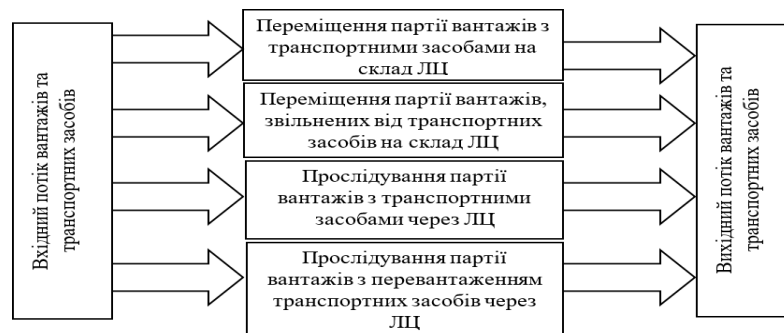 Вхідний потік вантажів та
транспортних засобів
Переміщення партії вантажів з
транспортними засобами на
склад ЛЦ
Переміщення партії вантажів,
звільнених від транспортних
засобів на склад ЛЦ
Прослідування партії
вантажів з транспортними
засобами через ЛЦ
Прослідування партії
вантажів з перевантаженням
транспортних засобів через
ЛЦ
Вихідний потік вантажів та
транспортних засобів